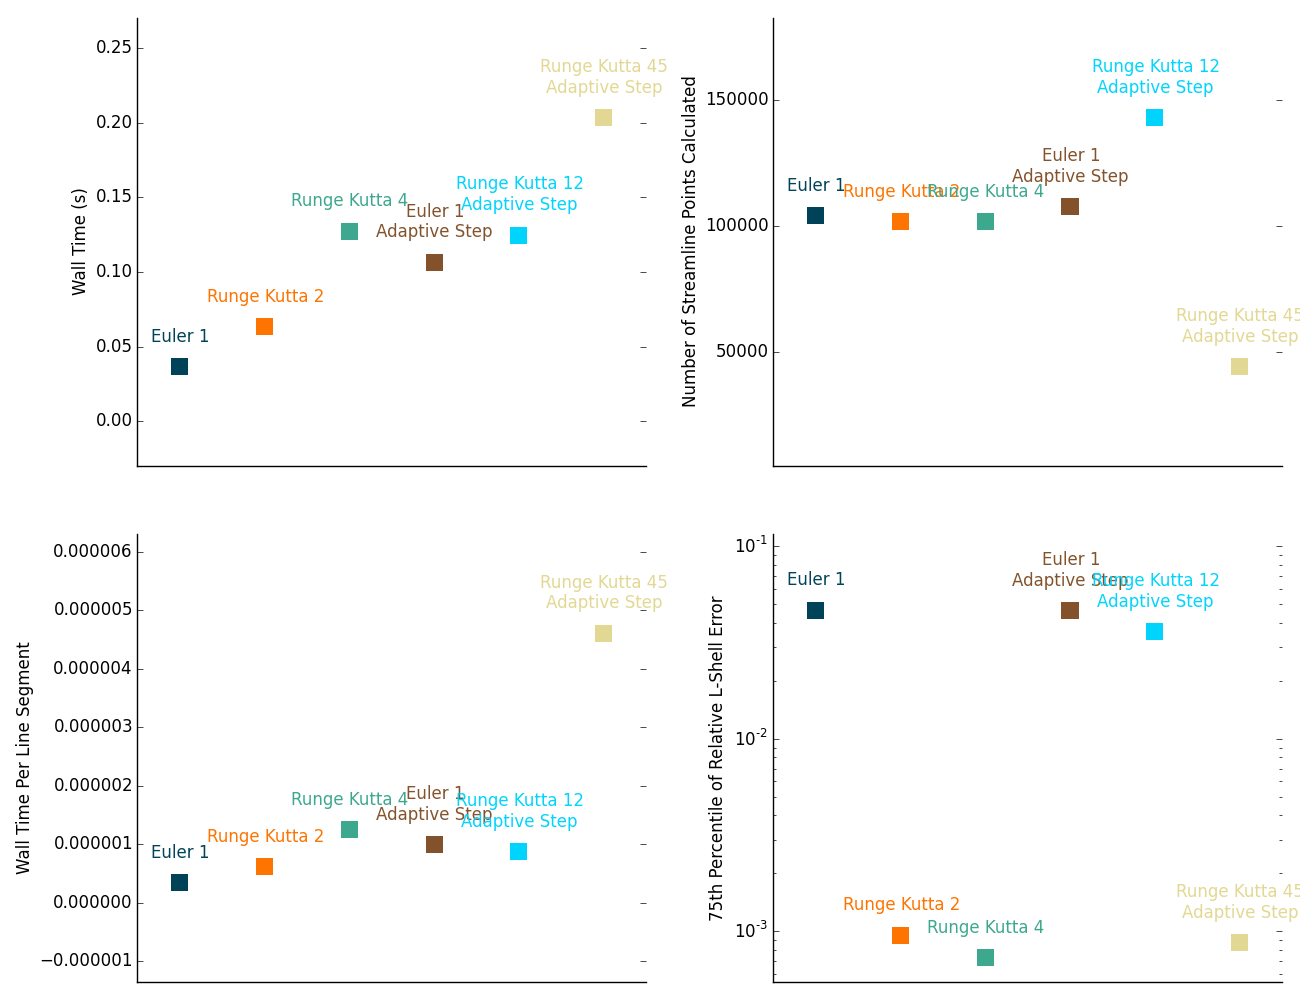 0.25
0.20
0.15
0.10
0.05
0.00
Wall Time (s)
Euler 1
Runge Kutta 2
Runge Kutta 4
Euler 1
Adaptive Step
Runge Kutta 12
Adaptive Step
Runge Kutta 45
Adaptive Step
150000
100000
50000
Number of Streamline Points Calculated
Euler 1
Runge Kutta 2
Runge Kutta 4
Euler 1
Adaptive Step
Runge Kutta 12
Adaptive Step
Runge Kutta 45
Adaptive Step
0.000006
0.000005
0.000004
0.000003
0.000002
0.000001
0.000000
−0.000001
Wall Time Per Line Segment
Euler 1
Runge Kutta 2
Runge Kutta 4
Euler 1
Adaptive Step
Runge Kutta 12
Adaptive Step
Runge Kutta 45
Adaptive Step
10⁻¹
10⁻²
10⁻³
75th Percentile of Relative L-Shell Error
Euler 1
Runge Kutta 2
Runge Kutta 4
Euler 1
Adaptive Step
Runge Kutta 12
Adaptive Step
Runge Kutta 45
Adaptive Step